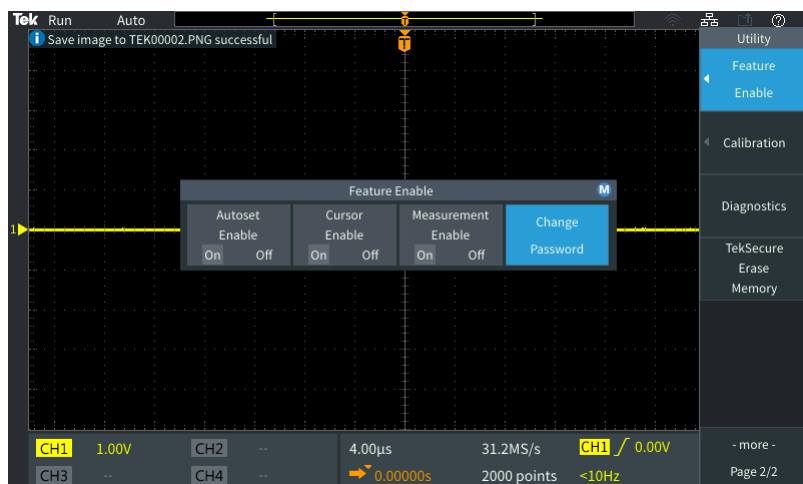 Tek Run Auto
T
i Save image to TEK00002.PNG successful
T
Utility
Feature
Enable
Calibration
Diagnostics
TekSecure
Erase
Memory
- more -
Page 2/2
Feature Enable M
Autoset
Enable
On Off
Cursor
Enable
On Off
Measurement
Enable
On Off
Change
Password
1
CH1 1.00V CH2 --
CH3 -- CH4 --
4.00µs 31.2MS/s CH1 0.00V
0.00000s 2000 points <10Hz